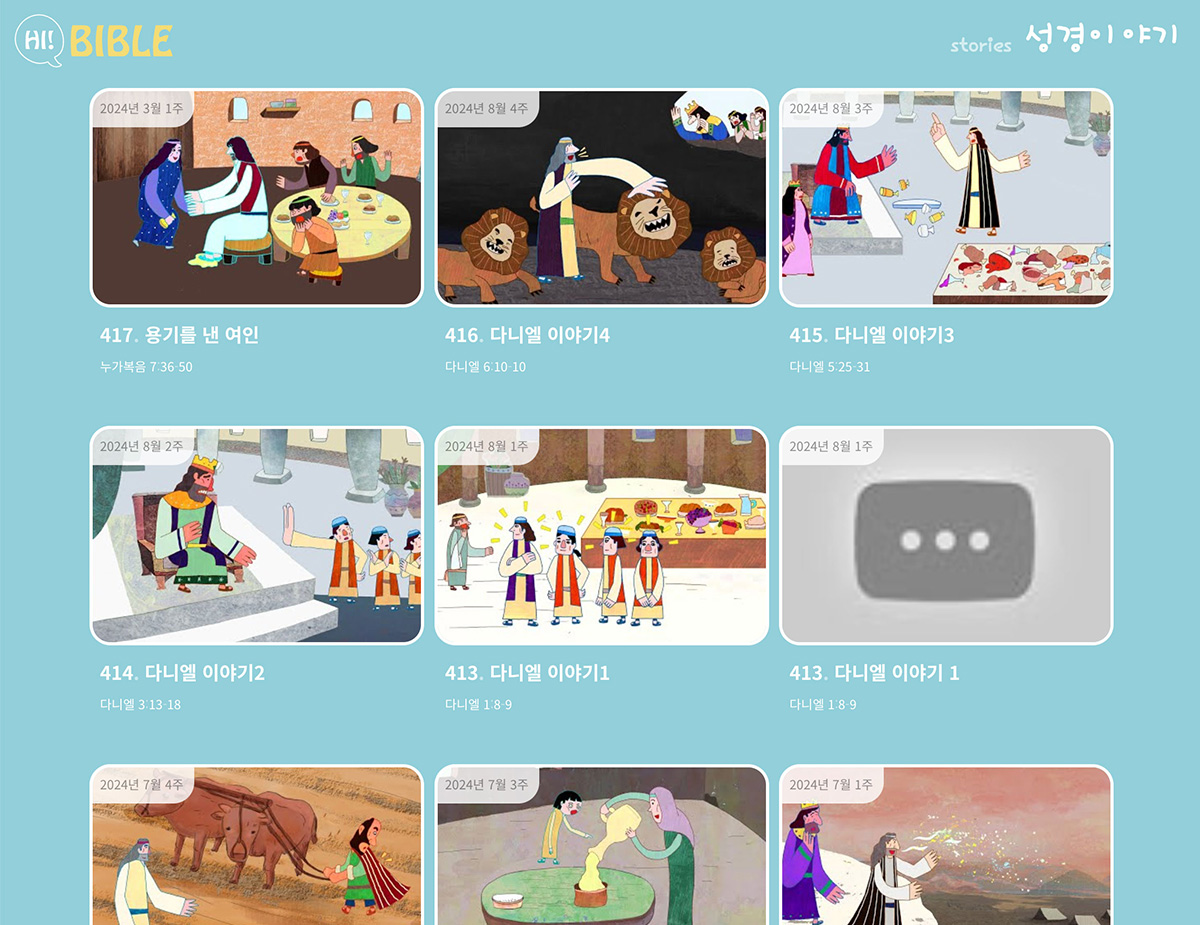 HI! BIBLE
stories 성경이야기
2024년 3월 1주
2024년 8월 4주
2024년 8월 3주
417. 용기를 낸 여인
누가복음 7:36-50
416. 다니엘 이야기4
다니엘 6:10-10
415. 다니엘 이야기3
다니엘 5:25-31
2024년 8월 2주
2024년 8월 1주
2024년 8월 1주
414. 다니엘 이야기2
다니엘 3:13-18
413. 다니엘 이야기1
다니엘 1:8-9
413. 다니엘 이야기 1
다니엘 1:8-9
2024년 7월 4주
2024년 7월 3주
2024년 7월 1주